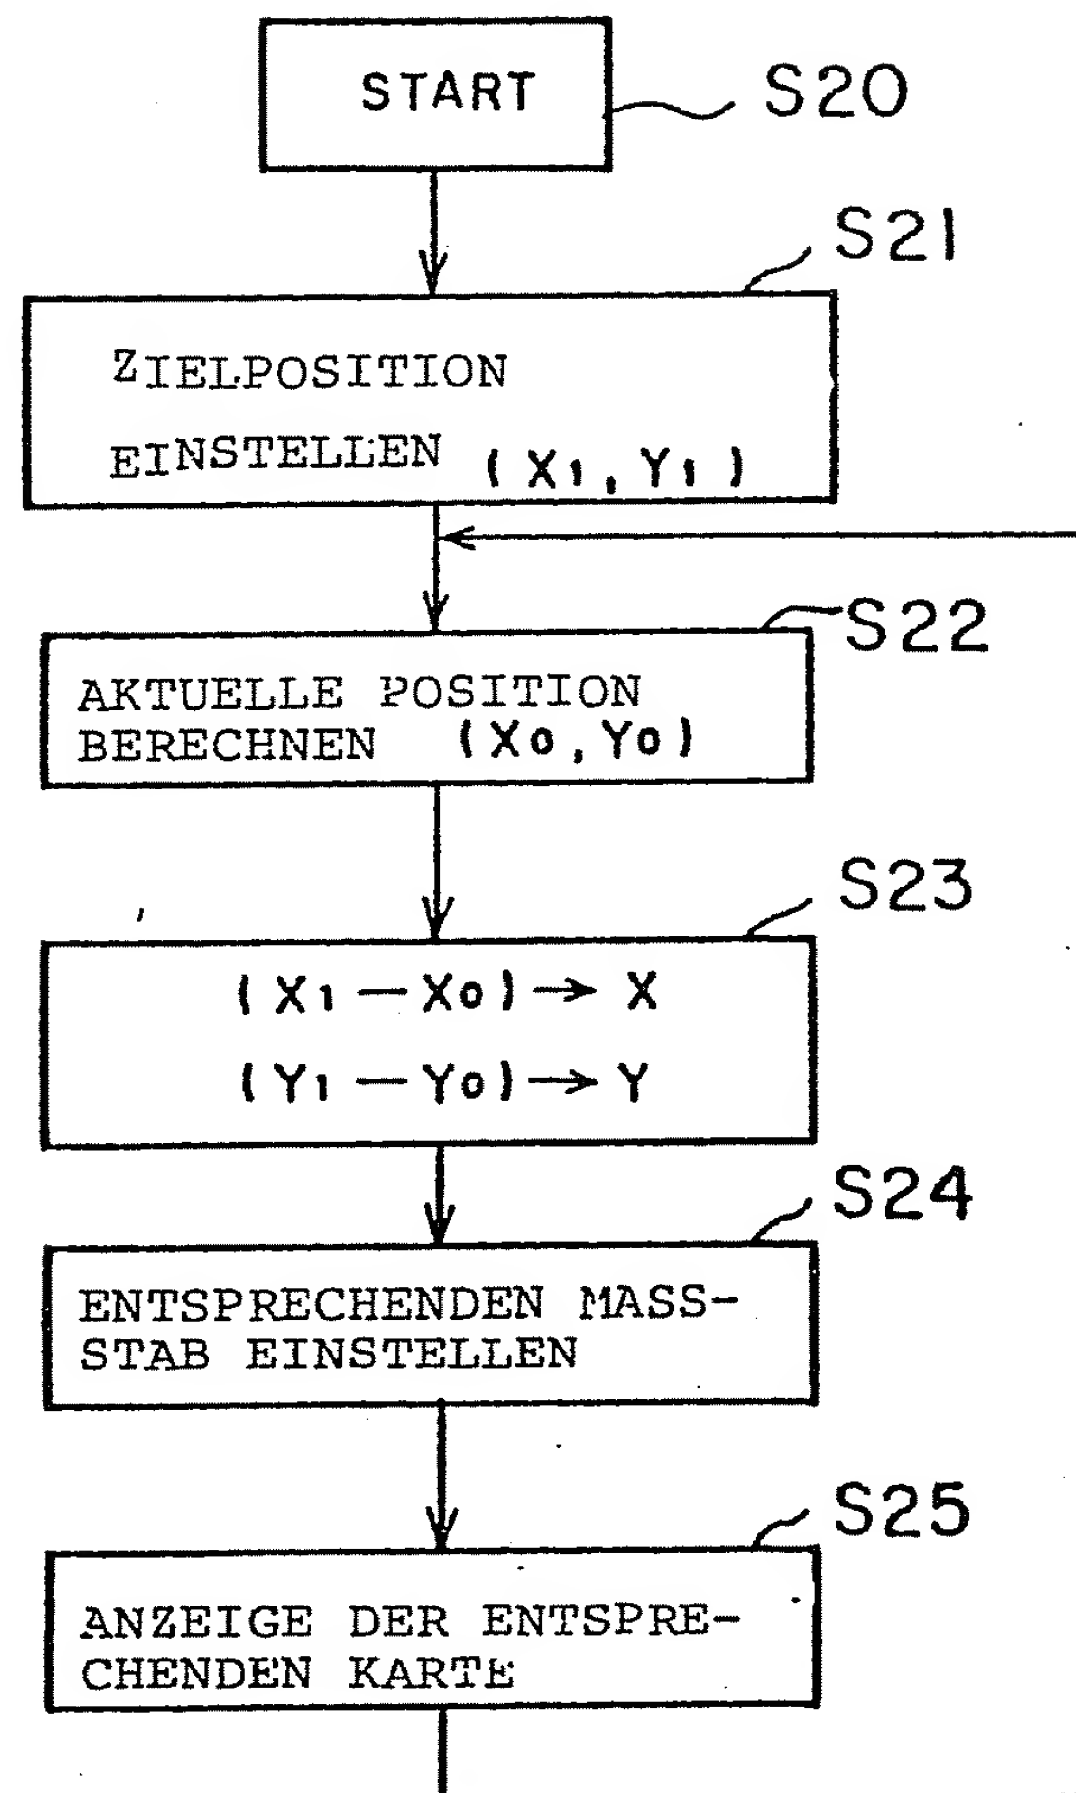 START
S20
S21
ZIELPOSITION
EINSTELLEN (X1, Y1)
S22
AKTUELLE POSITION
BERECHNEN (X0, Y0)
S23
(X1 — X0) → X
(Y1 — Y0) → Y
S24
ENTSPRECHENDEN MASS-
STAB EINSTELLEN
S25
ANZEIGE DER ENTSPRE-
CHENDEN KARTE